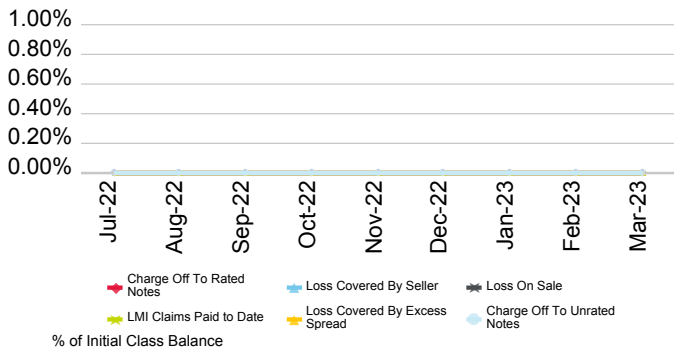 1.00%
0.80%
0.60%
0.40%
0.20%
0.00%
Jul-22
Aug-22
Sep-22
Oct-22
Nov-22
Dec-22
Jan-23
Feb-23
Mar-23
Charge Off To Rated
Notes
Loss Covered By Seller
Loss On Sale
LMI Claims Paid to Date
Loss Covered By Excess
Spread
Charge Off To Unrated
Notes
% of Initial Class Balance